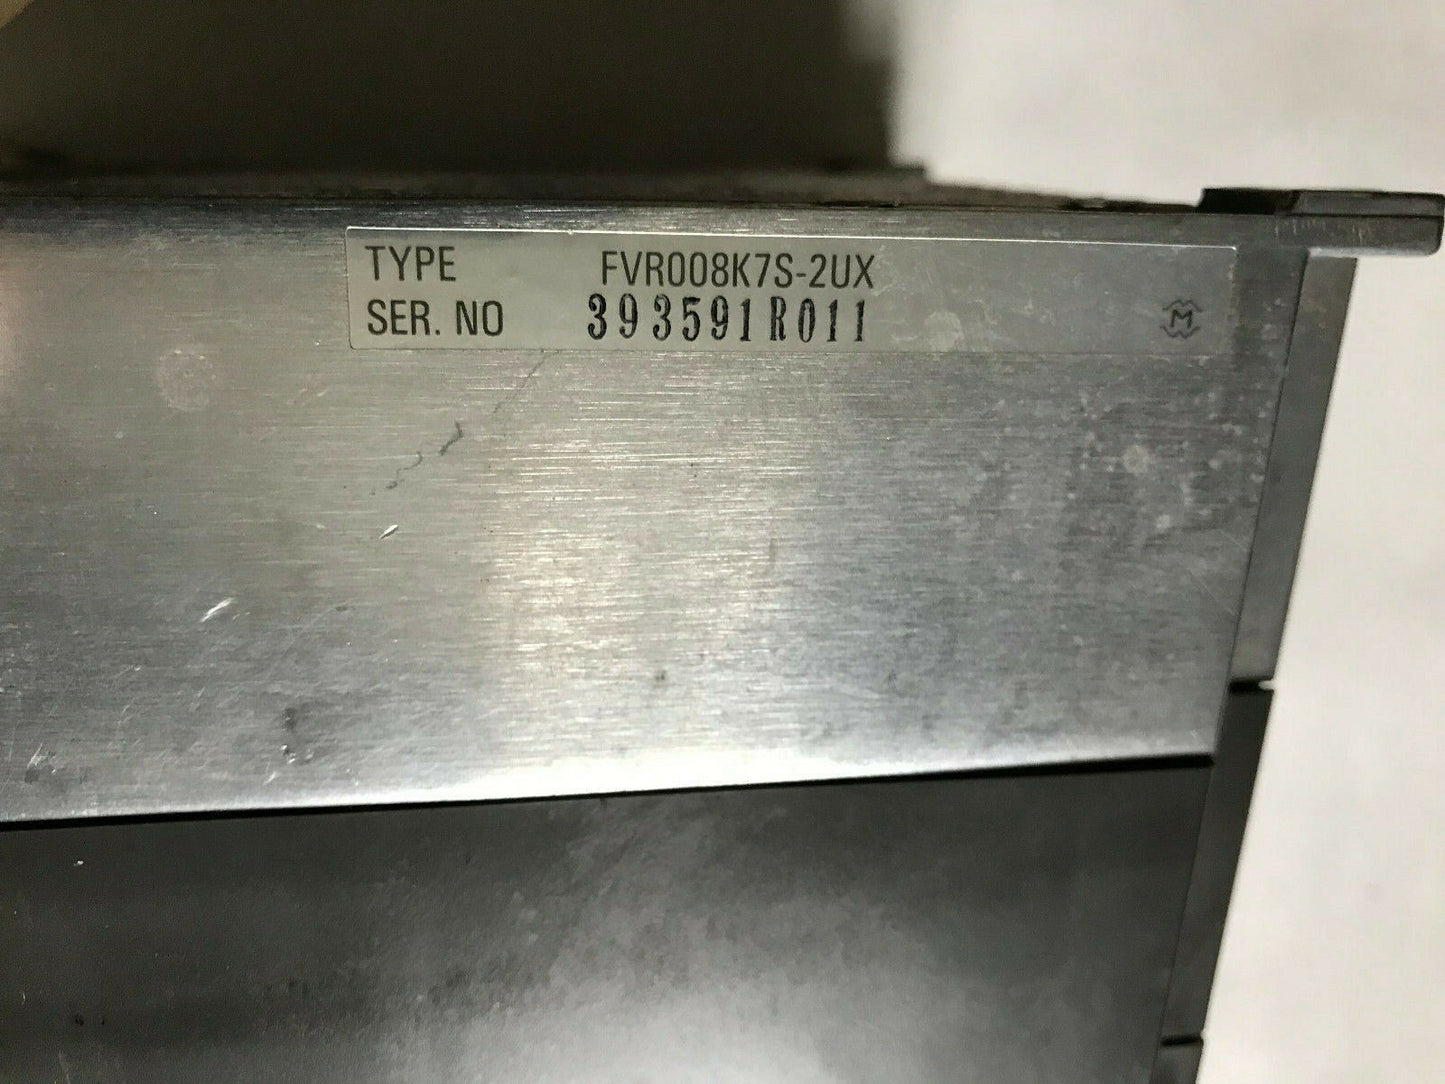 TYPE FVR008K7S-2UX
SER. NO 393591R011
M